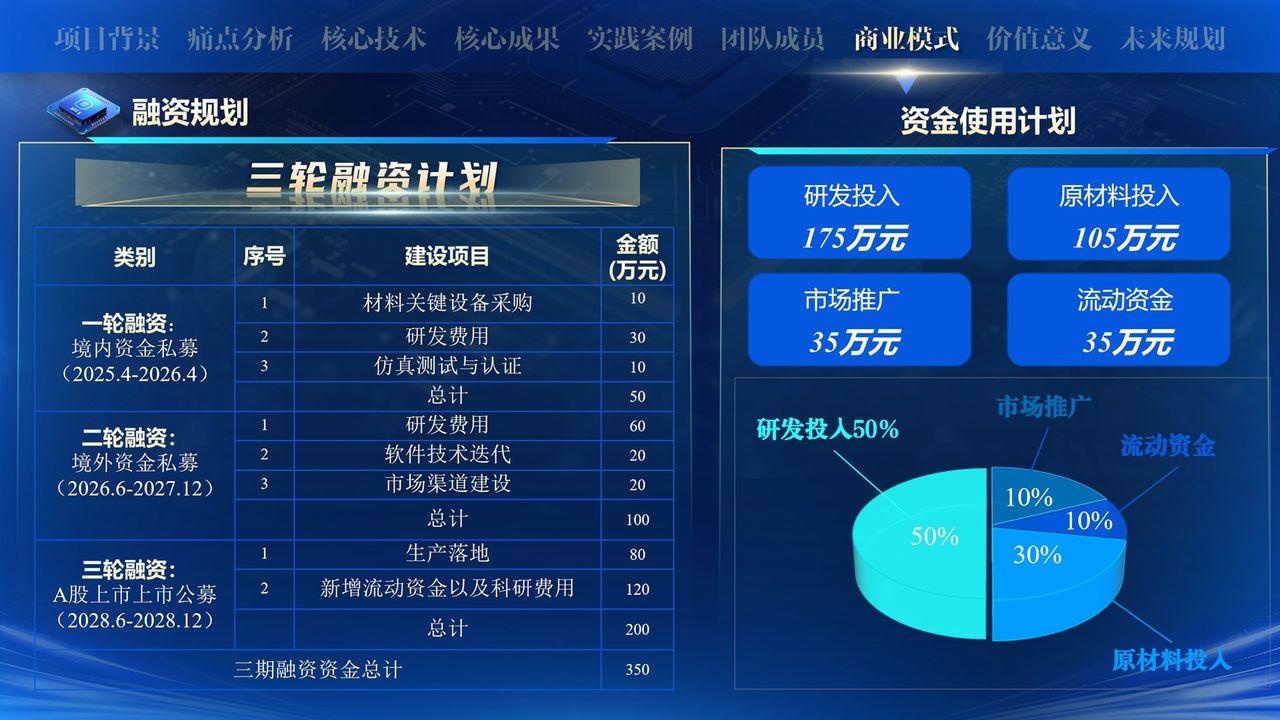 项目背景 痛点分析 核心技术 核心成果 实践案例 团队成员 商业模式 价值意义 未来规划
融资规划
三轮融资计划
类别 序号 建设项目 金额(万元)
一轮融资：
境内资金私募
（2025.4-2026.4）
1 材料关键设备采购 10
2 研发费用 30
3 仿真测试与认证 10
总计 50
二轮融资：
境外资金私募
（2026.6-2027.12）
1 研发费用 60
2 软件技术迭代 20
3 市场渠道建设 20
总计 100
三轮融资：
A股上市上市公募
（2028.6-2028.12）
1 生产落地 80
2 新增流动资金以及科研费用 120
总计 200
三期融资资金总计 350
资金使用计划
研发投入
175万元
原材料投入
105万元
市场推广
35万元
流动资金
35万元
市场推广
研发投入50%
流动资金
10%
10%
50%
30%
原材料投入